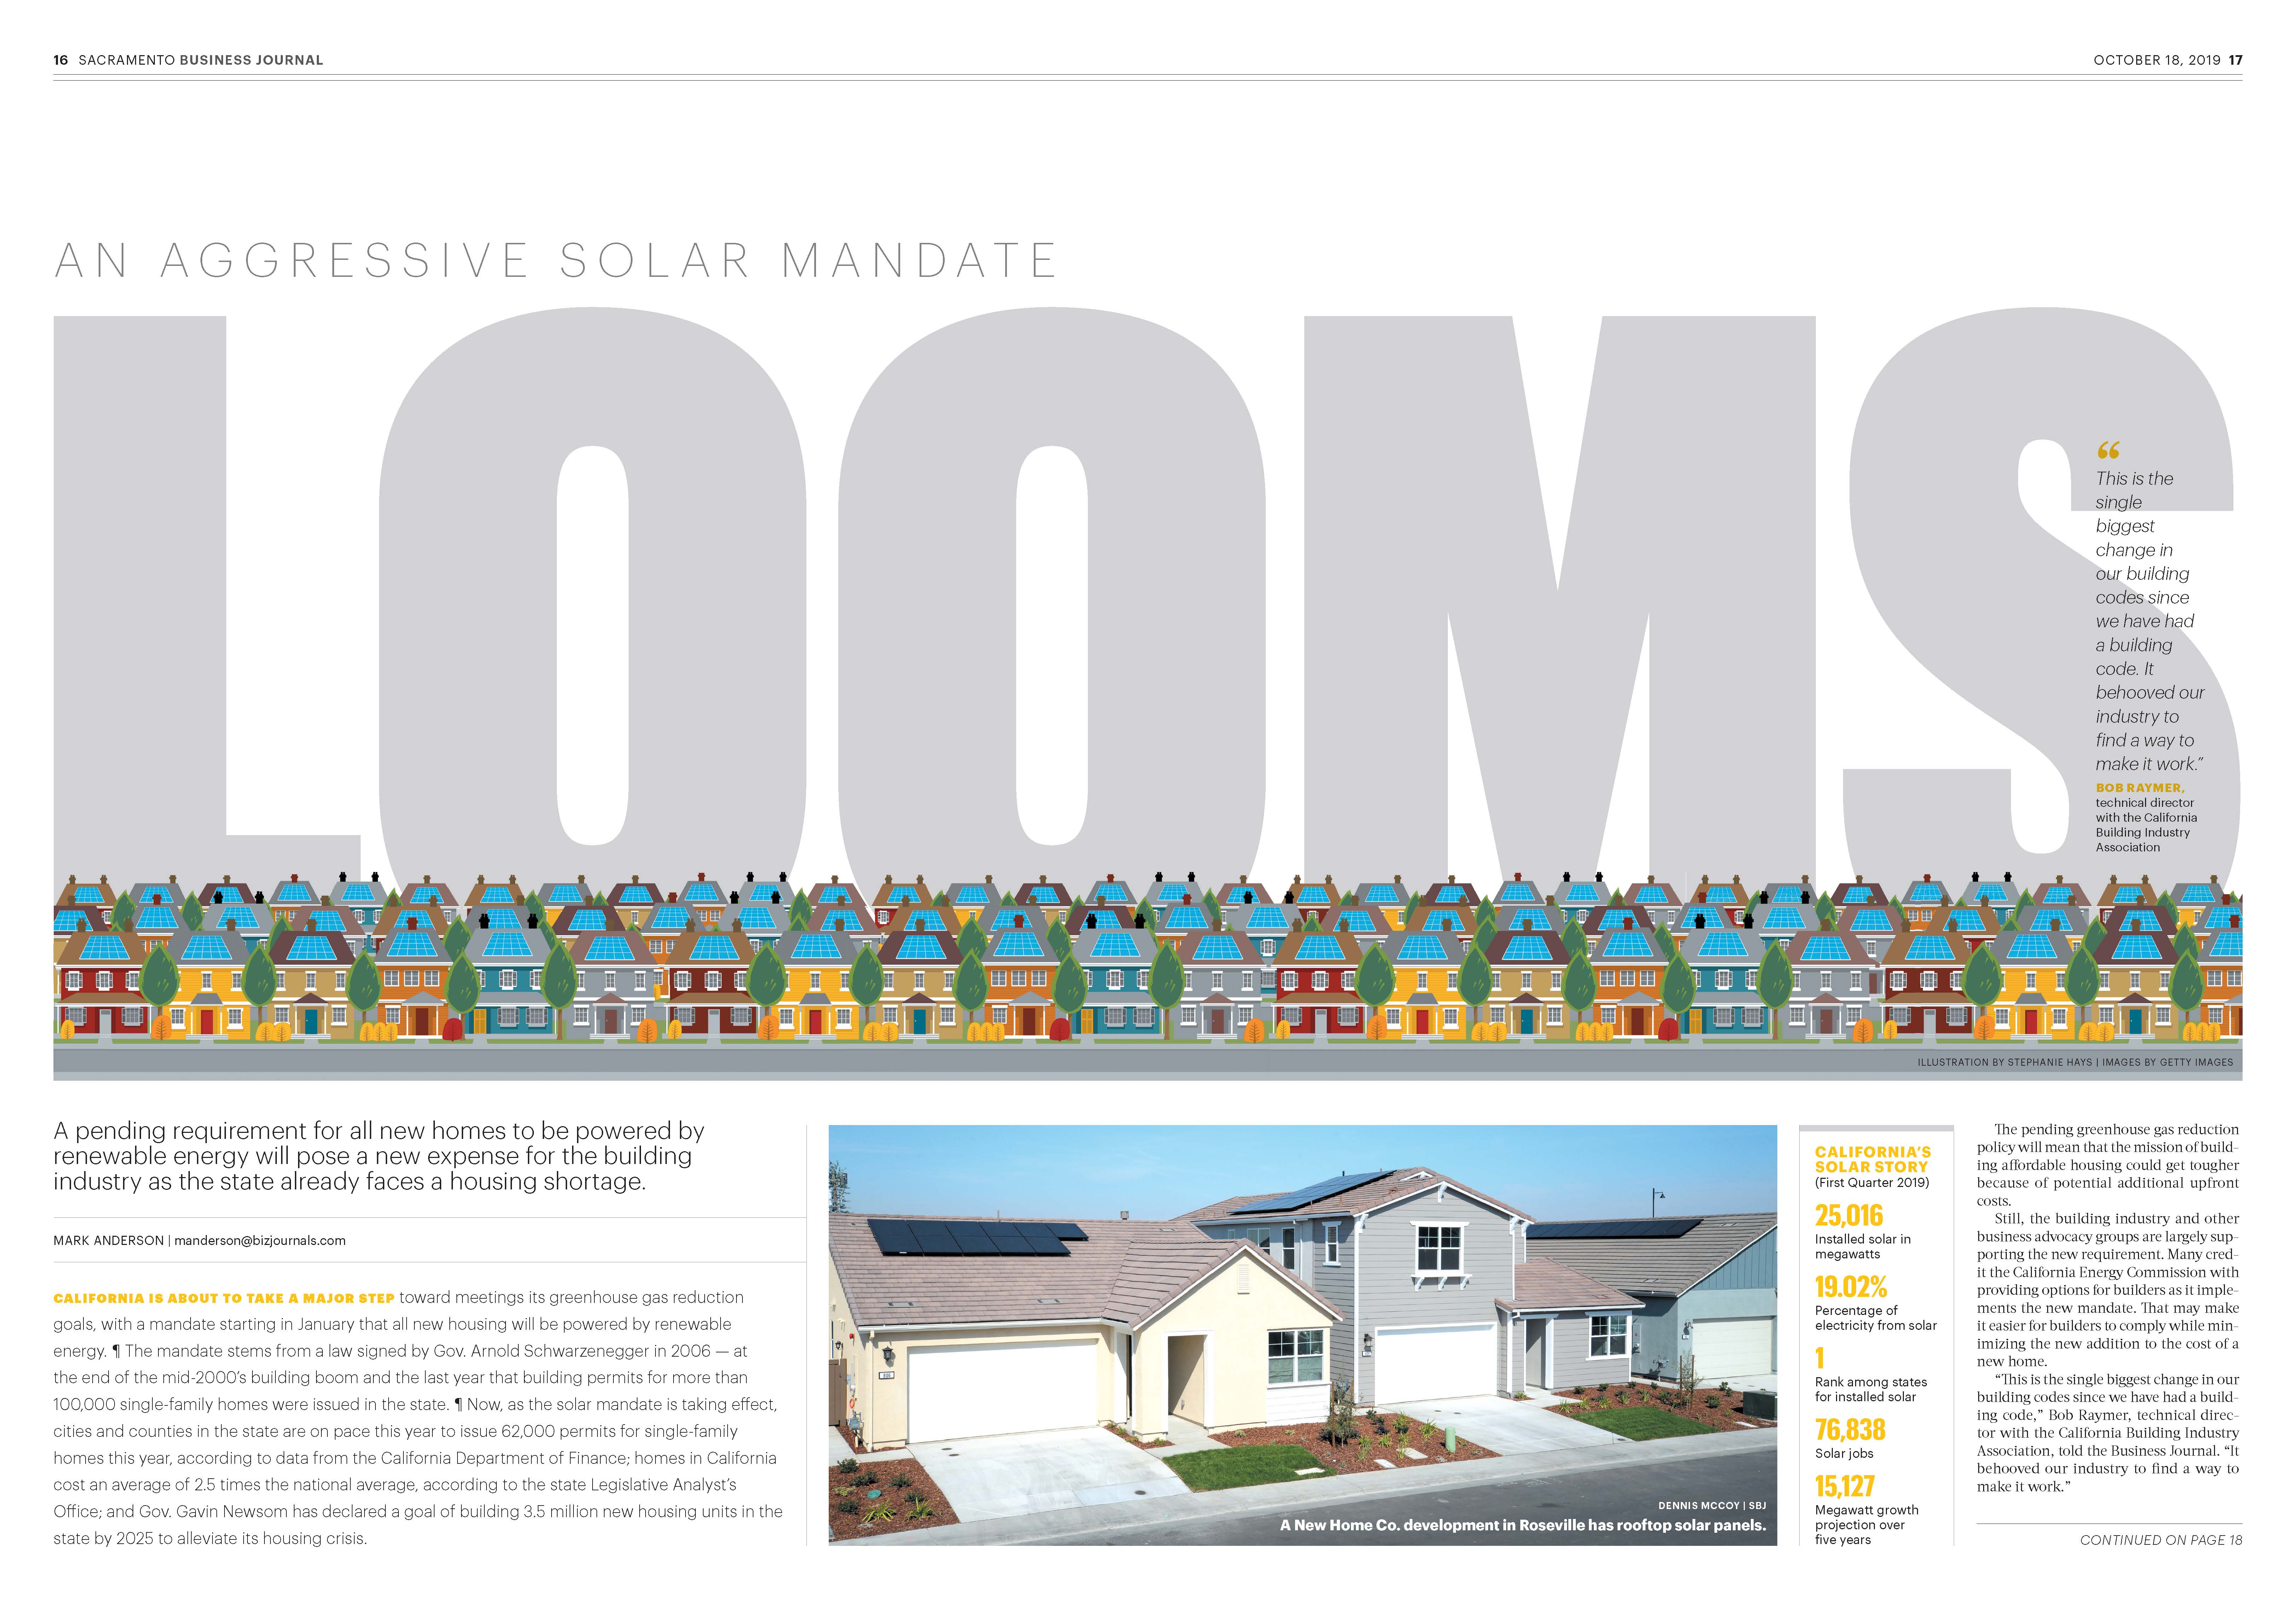 16 SACRAMENTO BUSINESS JOURNAL
OCTOBER 18, 2019 17
AN AGGRESSIVE SOLAR MANDATE
LOOMS
“
This is the
single
biggest
change in
our building
codes since
we have had
a building
code. It
behooved our
industry to
find a way to
make it work.”
BOB RAYMER,
technical director
with the California
Building Industry
Association
ILLUSTRATION BY STEPHANIE HAYS | IMAGES BY GETTY IMAGES
A pending requirement for all new homes to be powered by
renewable energy will pose a new expense for the building
industry as the state already faces a housing shortage.
MARK ANDERSON | manderson@bizjournals.com
CALIFORNIA IS ABOUT TO TAKE A MAJOR STEP toward meetings its greenhouse gas reduction
goals, with a mandate starting in January that all new housing will be powered by renewable
energy. ¶ The mandate stems from a law signed by Gov. Arnold Schwarzenegger in 2006 — at
the end of the mid-2000’s building boom and the last year that building permits for more than
100,000 single-family homes were issued in the state. ¶ Now, as the solar mandate is taking effect,
cities and counties in the state are on pace this year to issue 62,000 permits for single-family
homes this year, according to data from the California Department of Finance; homes in California
cost an average of 2.5 times the national average, according to the state Legislative Analyst’s
Office; and Gov. Gavin Newsom has declared a goal of building 3.5 million new housing units in the
state by 2025 to alleviate its housing crisis.
DENNIS MCCOY | SBJ
A New Home Co. development in Roseville has rooftop solar panels.
CALIFORNIA’S
SOLAR STORY
(First Quarter 2019)
25,016
Installed solar in
megawatts
19.02%
Percentage of
electricity from solar
1
Rank among states
for installed solar
76,838
Solar jobs
15,127
Megawatt growth
projection over
five years
The pending greenhouse gas reduction
policy will mean that the mission of build-
ing affordable housing could get tougher
because of potential additional upfront
costs.
Still, the building industry and other
business advocacy groups are largely sup-
porting the new requirement. Many cred-
it the California Energy Commission with
providing options for builders as it imple-
ments the new mandate. That may make
it easier for builders to comply while min-
imizing the new addition to the cost of a
new home.
“This is the single biggest change in our
building codes since we have had a build-
ing code,” Bob Raymer, technical direc-
tor with the California Building Industry
Association, told the Business Journal. “It
behooved our industry to find a way to
make it work.”
CONTINUED ON PAGE 18